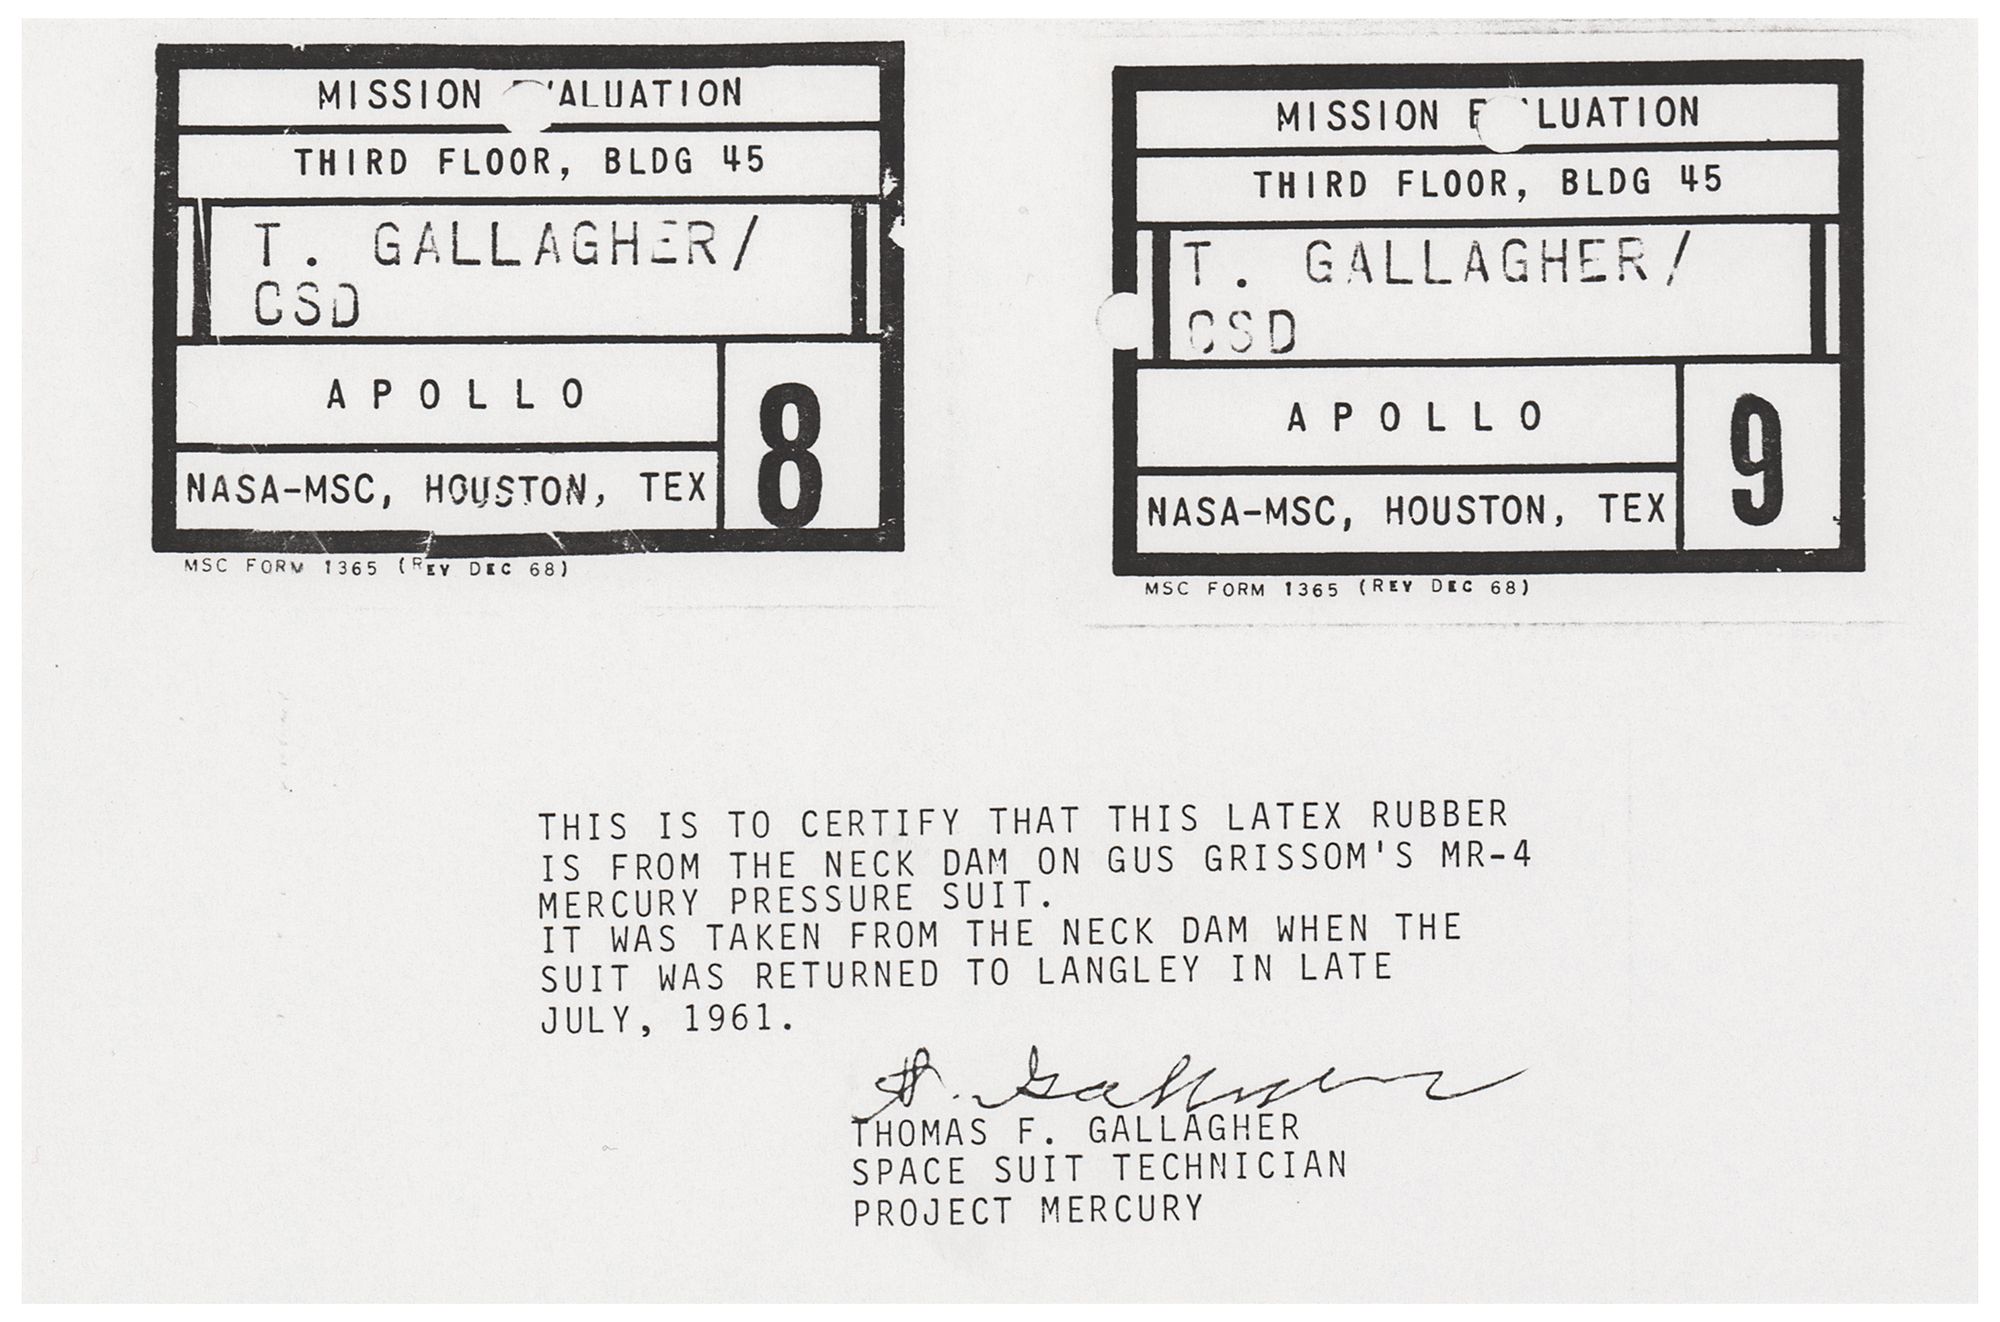 MISSION VALUATION
THIRD FLOOR, BLDG 45
T. GALLAGHER/
CSD
APOLLO
8
NASA-MSC, HOUSTON, TEX
MSC FORM 1365 (REV DEC 68)
MISSION E LUATION
THIRD FLOOR, BLDG 45
T. GALLAGHER/
CSD
APOLLO
9
NASA-MSC, HOUSTON, TEX
MSC FORM 1365 (REV DEC 68)
THIS IS TO CERTIFY THAT THIS LATEX RUBBER
IS FROM THE NECK DAM ON GUS GRISSOM'S MR-4
MERCURY PRESSURE SUIT.
IT WAS TAKEN FROM THE NECK DAM WHEN THE
SUIT WAS RETURNED TO LANGLEY IN LATE
JULY, 1961.
T. Gallagher
THOMAS F. GALLAGHER
SPACE SUIT TECHNICIAN
PROJECT MERCURY